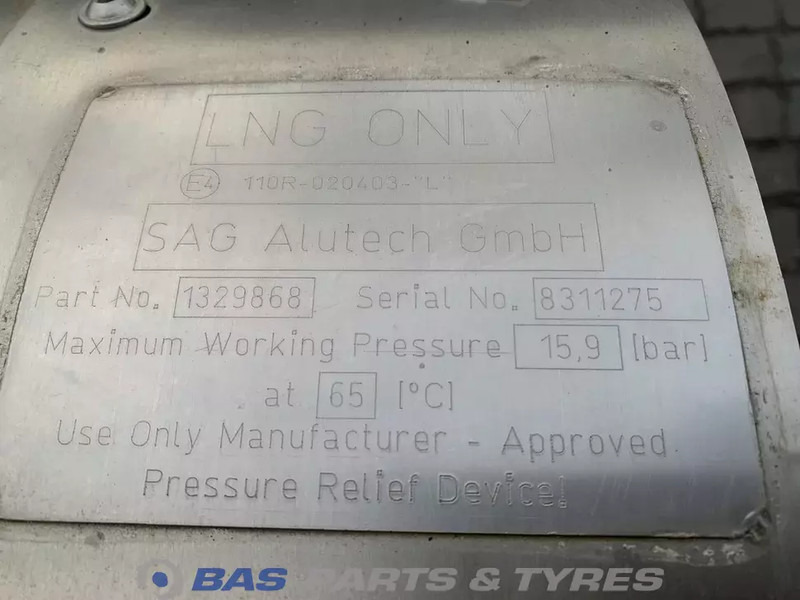 LNG ONLY
E4 110R-020403-"L"
SAG Alutech GmbH
Part No. 1329868 Serial No. 8311275
Maximum Working Pressure 15,9 [bar]
at 65 [°C]
Use Only Manufacturer - Approved
Pressure Relief Device!
BAS PARTS & TYRES